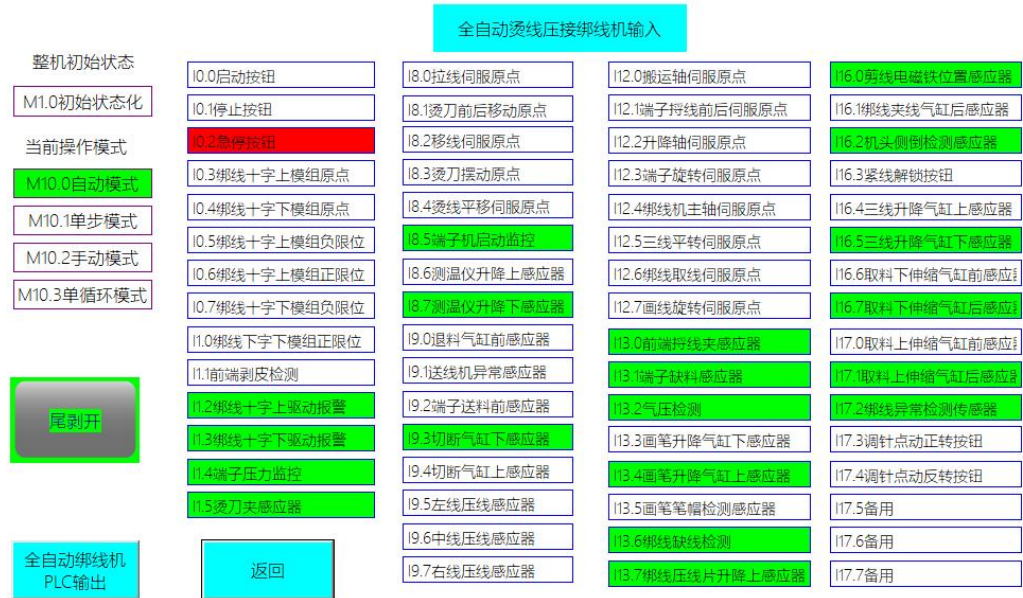 全自动烫线压接绑线机输入
整机初始状态
M1.0初始状态化
当前操作模式
M10.0自动模式
M10.1单步模式
M10.2手动模式
M10.3单循环模式
尾剥开
全自动绑线机
PLC输出
I0.0启动按钮
I0.1停止按钮
I0.2急停按钮
I0.3绑线十字上模组原点
I0.4绑线十字下模组原点
I0.5绑线十字上模组负限位
I0.6绑线十字上模组正限位
I0.7绑线十字下模组负限位
I1.0绑线下字下模组正限位
I1.1前端剥皮检测
I1.2绑线十字上驱动报警
I1.3绑线十字下驱动报警
I1.4端子压力监控
I1.5烫刀夹感应器
返回
I8.0拉线伺服原点
I8.1烫刀前后移动原点
I8.2移线伺服原点
I8.3烫刀摆动原点
I8.4烫线平移伺服原点
I8.5端子机启动监控
I8.6测温仪升降上感应器
I8.7测温仪升降下感应器
I9.0退料气缸前感应器
I9.1送线机异常感应器
I9.2端子送料前感应器
I9.3切断气缸下感应器
I9.4切断气缸上感应器
I9.5左线压线感应器
I9.6中线压线感应器
I9.7右线压线感应器
I12.0搬运轴伺服原点
I12.1端子捋线前后伺服原点
I12.2升降轴伺服原点
I12.3端子旋转伺服原点
I12.4绑线机主轴伺服原点
I12.5三线平转伺服原点
I12.6绑线取线伺服原点
I12.7画线旋转伺服原点
I13.0前端捋线夹感应器
I13.1端子缺料感应器
I13.2气压检测
I13.3画笔升降气缸下感应器
I13.4画笔升降气缸上感应器
I13.5画笔笔帽检测感应器
I13.6绑线缺线检测
I13.7绑线压线片升降上感应器
I16.0剪线电磁铁位置感应器
I16.1绑线夹线气缸后感应器
I16.2机头侧倒检测感应器
I16.3紧线解锁按钮
I16.4三线升降气缸上感应器
I16.5三线升降气缸下感应器
I16.6取料下伸缩气缸前感应
I16.7取料下伸缩气缸后感应
I17.0取料上伸缩气缸前感应
I17.1取料上伸缩气缸后感应
I17.2绑线异常检测传感器
I17.3调针点动正转按钮
I17.4调针点动反转按钮
I17.5备用
I17.6备用
I17.7备用